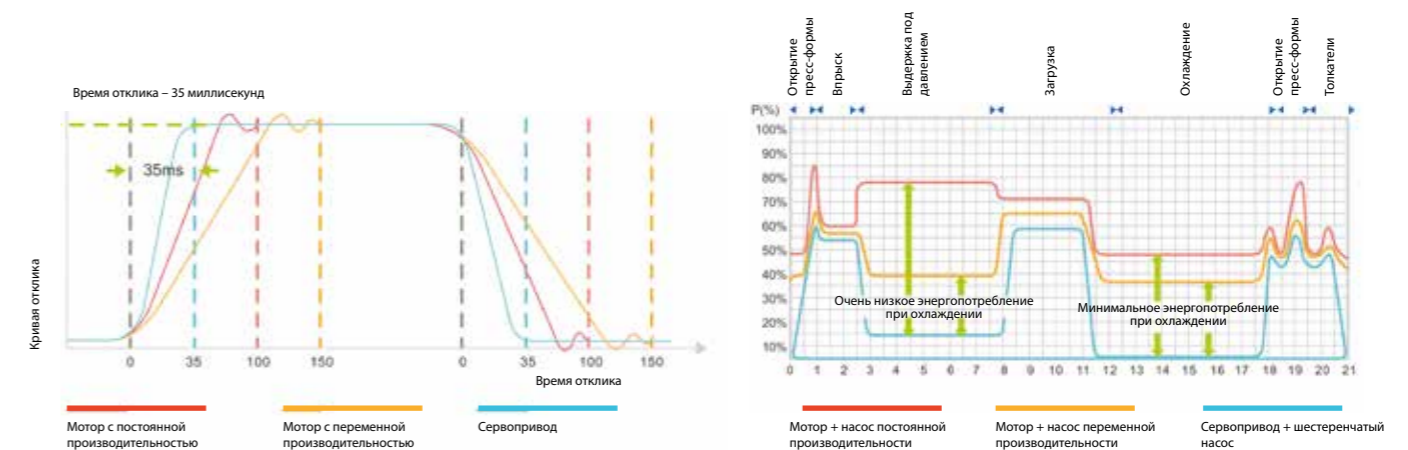 Время отклика – 35 миллисекунд
35ms
Кривая отклика
0 35 100 150 0 35 100 150
Время отклика
Мотор с постоянной
производительностью
Мотор с переменной
производительностью
Сервопривод
Открытие
пресс-формы
Впрыск
Выдержка под
давлением
Загрузка
Охлаждение
Открытие
пресс-формы
Толкатели
P(%)
100%
90%
80%
70%
60%
50%
40%
30%
20%
10%
Очень низкое энергопотребление
при охлаждении
Минимальное энергопотребление
при охлаждении
0 1 2 3 4 5 6 7 8 9 10 11 12 13 14 15 16 17 18 19 20 21
Мотор + насос постоянной
производительности
Мотор + насос переменной
производительности
Сервопривод + шестеренчатый
насос